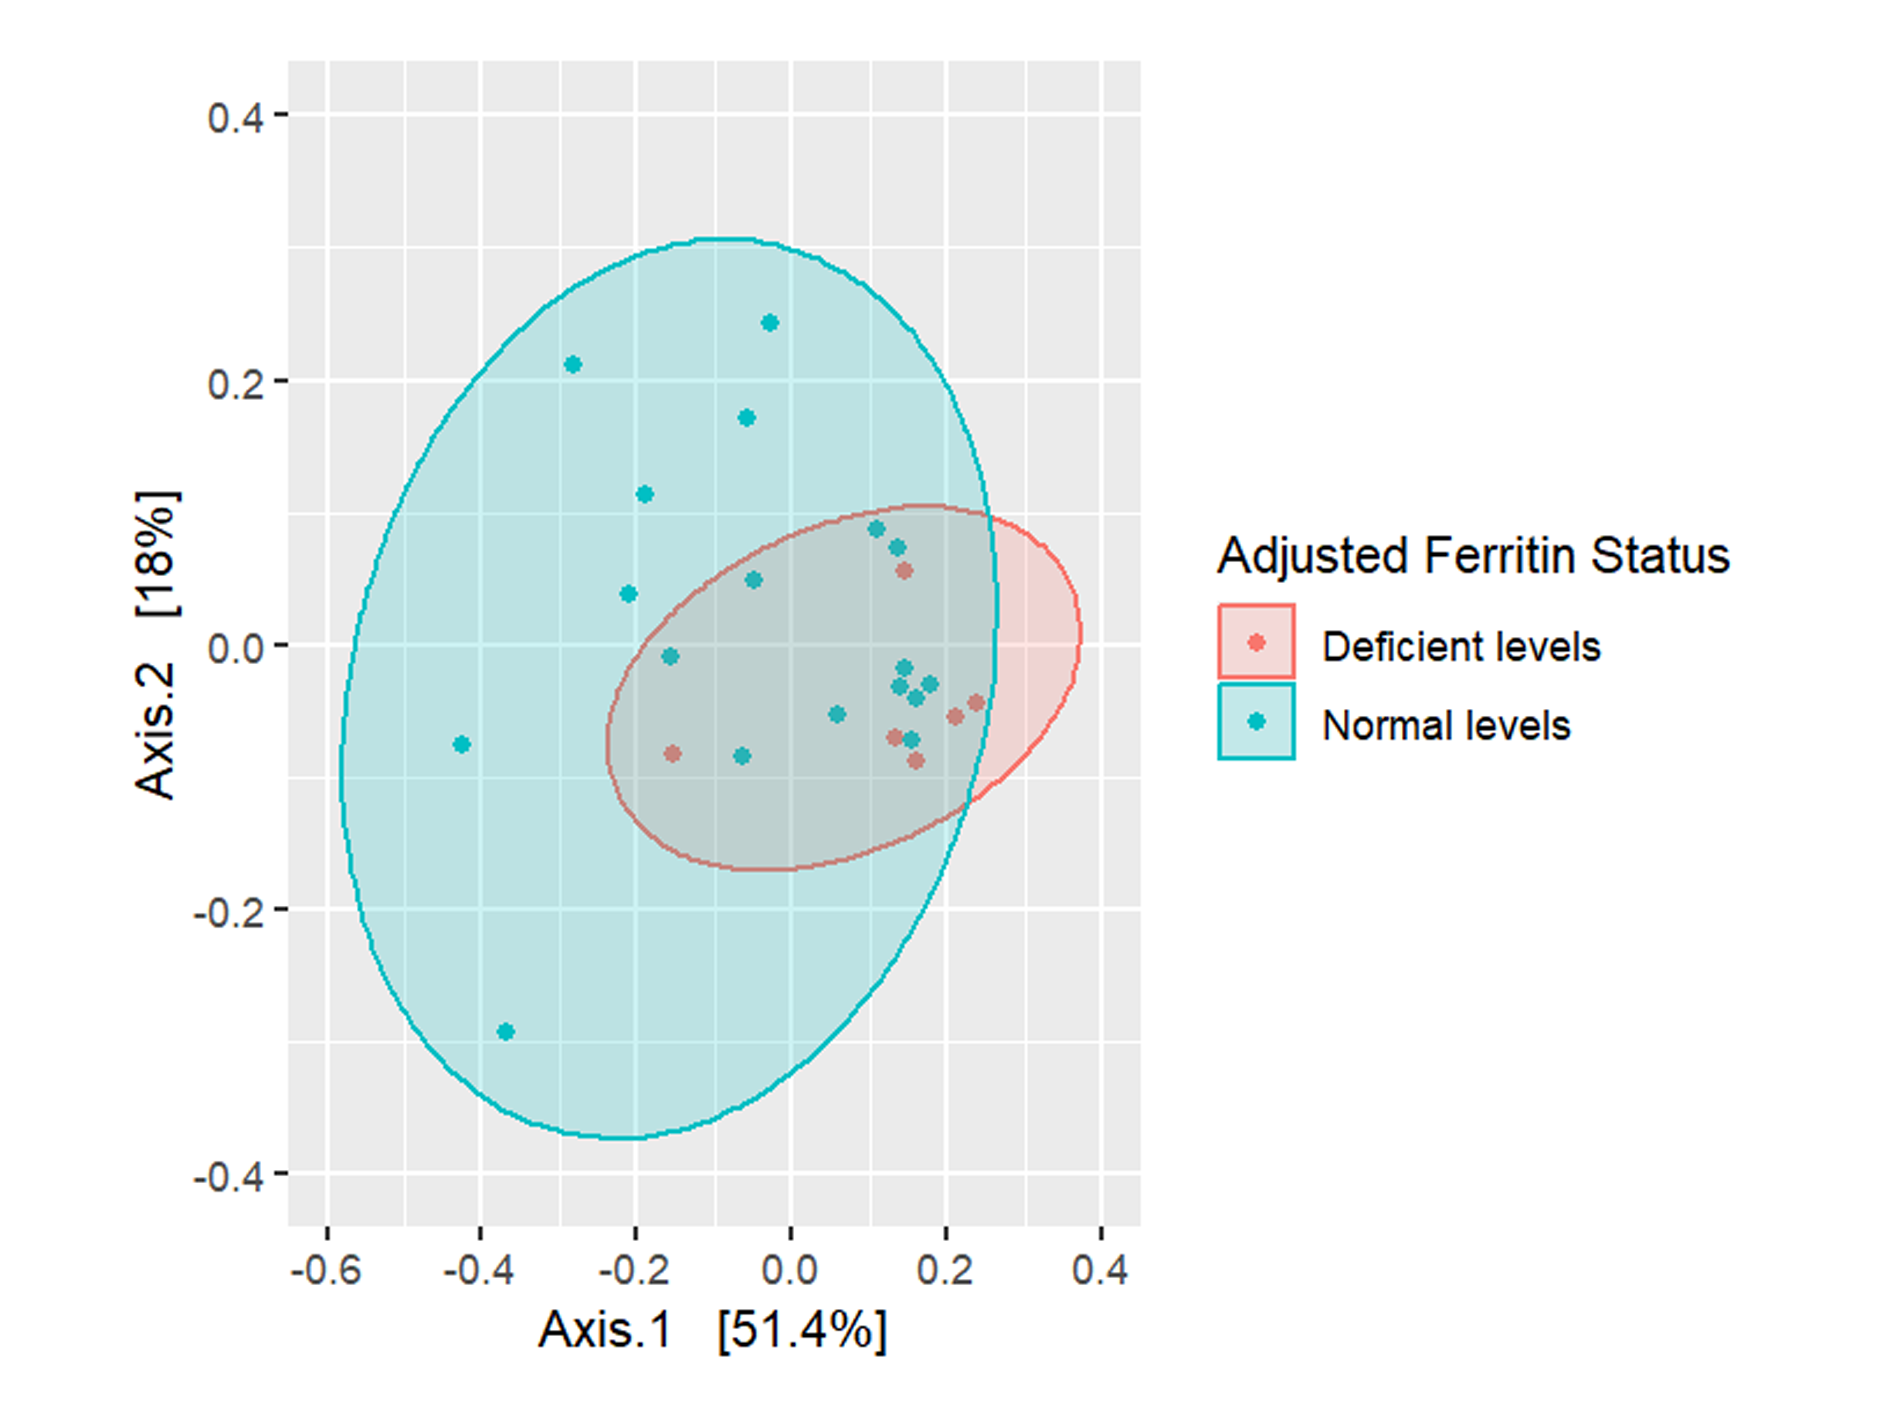 0.4
0.2
0.0
-0.2
-0.4
Axis.2 [18%]
-0.6 -0.4 -0.2 0.0 0.2 0.4
Axis.1 [51.4%]
Adjusted Ferritin Status
Deficient levels
Normal levels